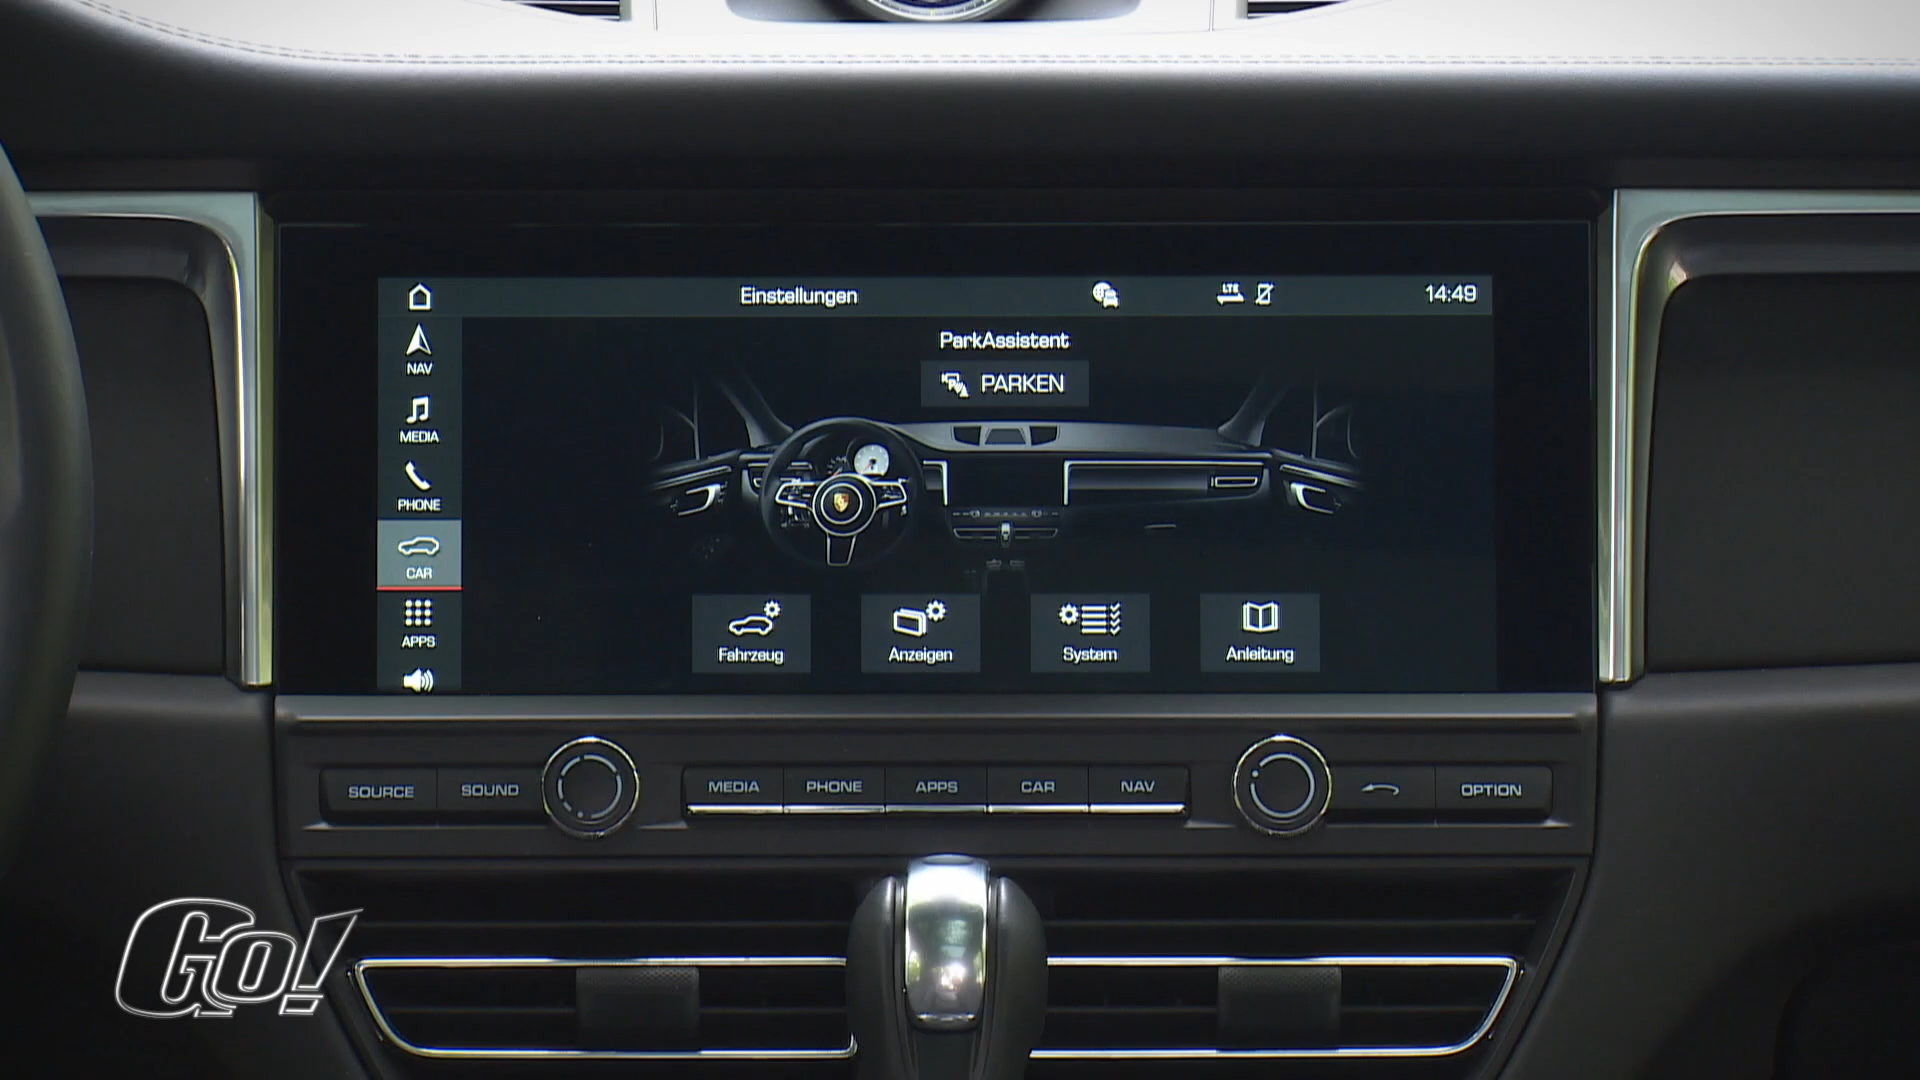 Einstellungen
LTE
14:49
ParkAssistent
PARKEN
NAV
MEDIA
PHONE
CAR
APPS
Fahrzeug
Anzeigen
System
Anleitung
SOURCE
SOUND
MEDIA
PHONE
APPS
CAR
NAV
OPTION
GO!